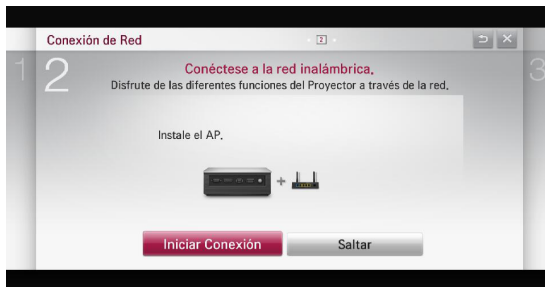 Conexión de Red
2
1
2
3
Conéctese a la red inalámbrica.
Disfrute de las diferentes funciones del Proyector a través de la red.
Instale el AP.
+
Iniciar Conexión
Saltar